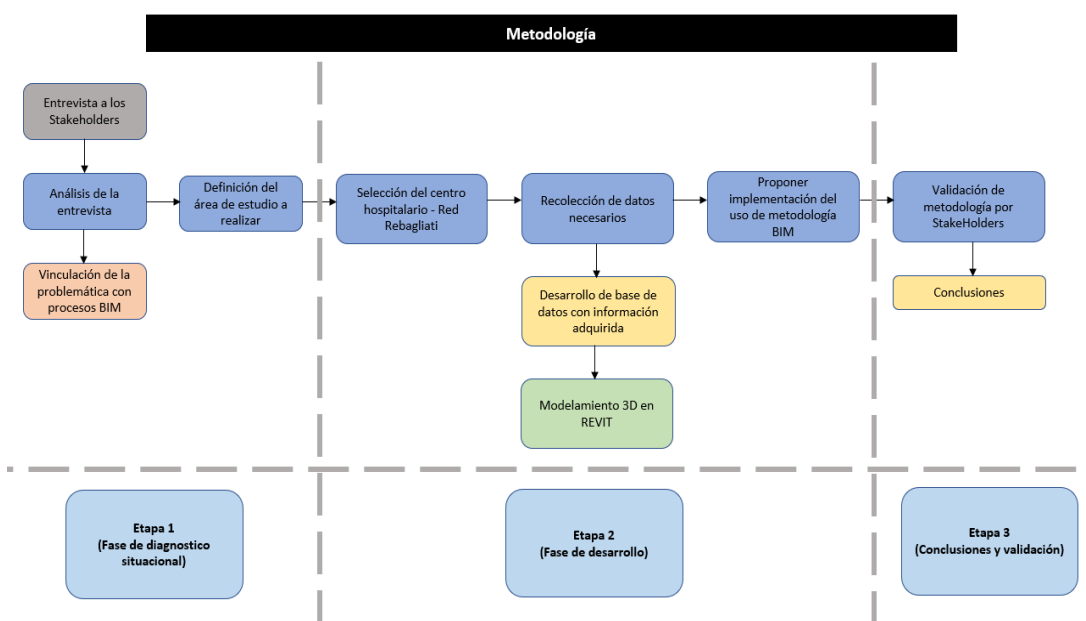 Metodología
Entrevista a los
Stakeholders
Análisis de la
entrevista
Vinculación de la
problemática con
procesos BIM
Definición del
área de estudio a
realizar
Selección del centro
hospitalario - Red
Rebagliati
Recolección de datos
necesarios
Desarrollo de base de
datos con información
adquirida
Modelamiento 3D en
REVIT
Proponer
implementación del
uso de metodología
BIM
Validación de
metodología por
StakeHolders
Conclusiones
Etapa 1
(Fase de diagnostico
situacional)
Etapa 2
(Fase de desarrollo)
Etapa 3
(Conclusiones y validación)